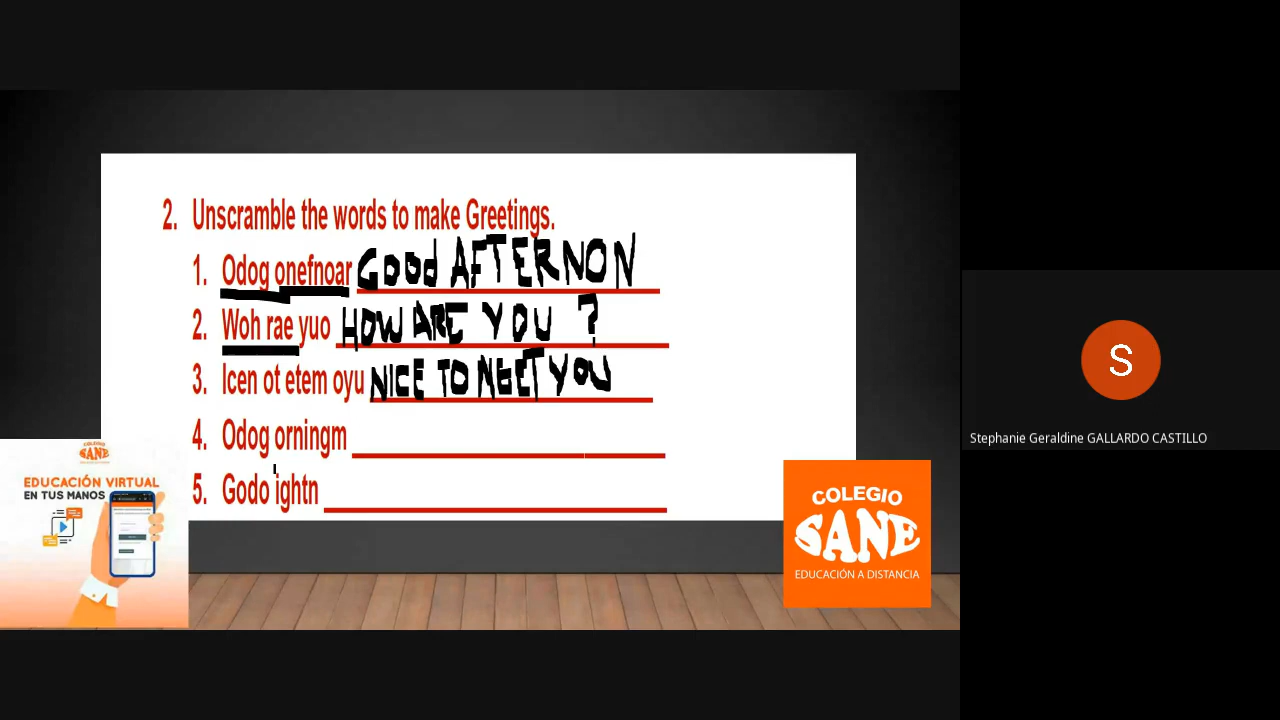 2. Unscramble the words to make Greetings.
1. Odog onefnoar GOOd AFTERNON
2. Woh rae yuo HOW ARE YOU ?
3. Icen ot etem oyu NICE TO MEET YOU
4. Odog orningm
5. Godo ightn
COLEGIO
SANE
EDUCACIÓN VIRTUAL
EN TUS MANOS
COLEGIO
SANE
EDUCACIÓN A DISTANCIA
S
Stephanie Geraldine GALLARDO CASTILLO